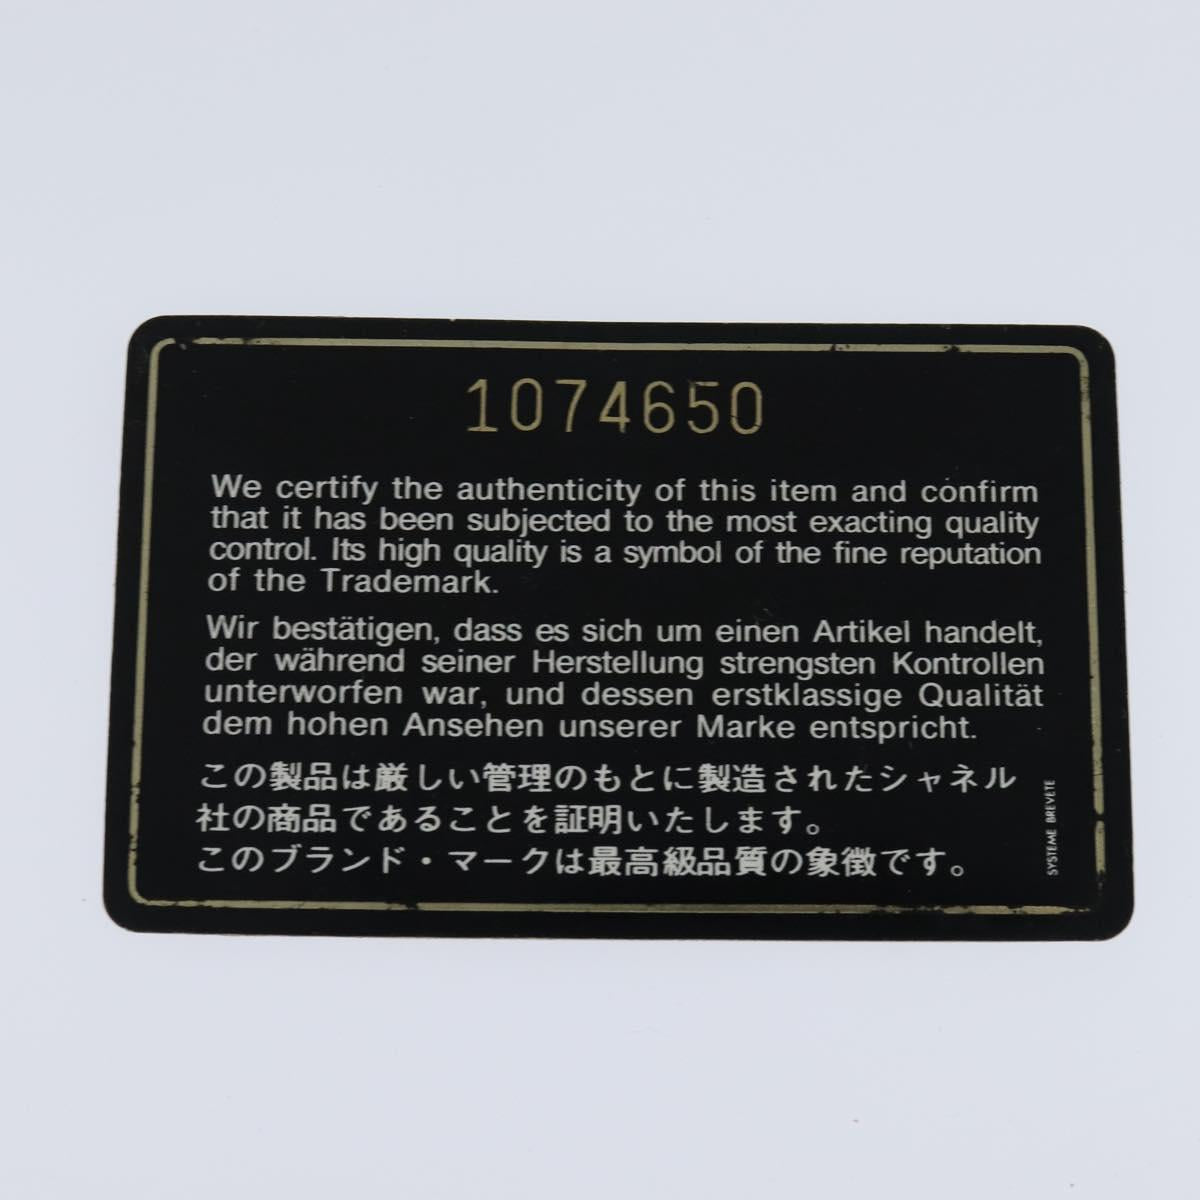 1074650
We certify the authenticity of this item and confirm
that it has been subjected to the most exacting quality
control. Its high quality is a symbol of the fine reputation
of the Trademark.
Wir bestätigen, dass es sich um einen Artikel handelt,
der während seiner Herstellung strengsten Kontrollen
unterworfen war, und dessen erstklassige Qualität
dem hohen Ansehen unserer Marke entspricht.
この製品は厳しい管理のもとに製造されたシャネル
社の商品であることを証明いたします。
このブランド・マークは最高級品質の象徴です。
SYSTEME BREVETE